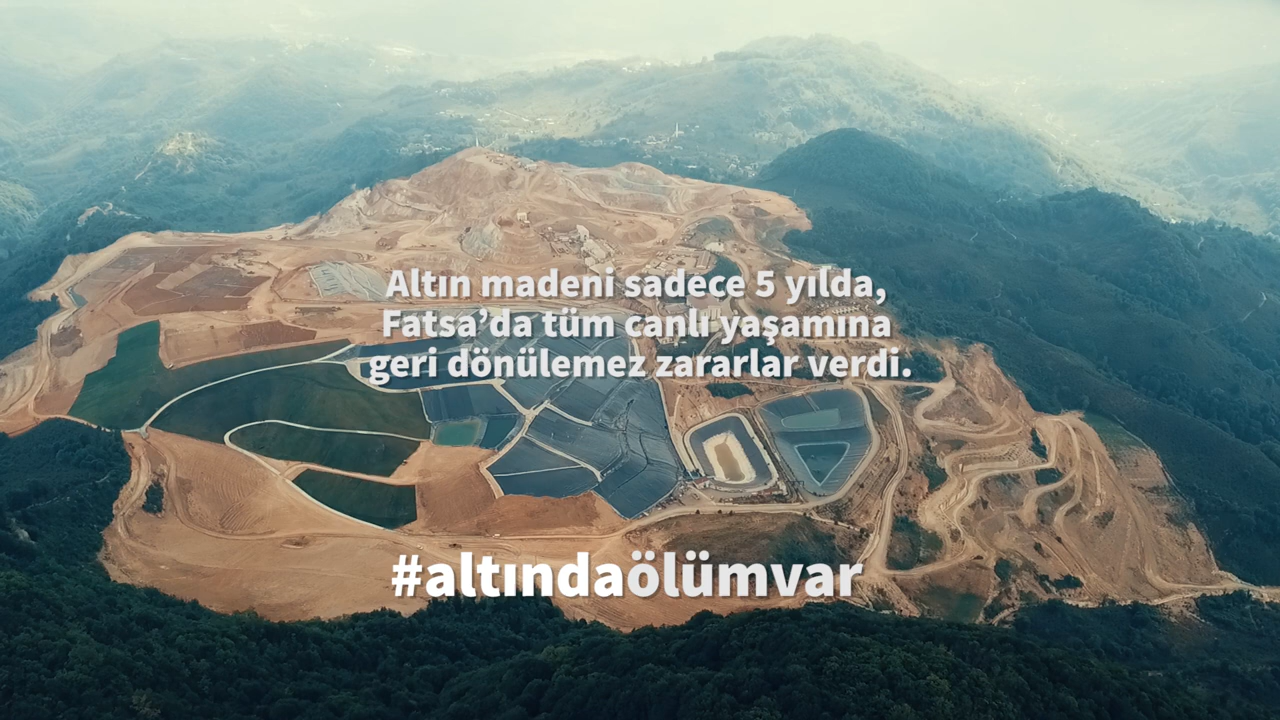 Altın madeni sadece 5 yılda,
Fatsa’da tüm canlı yaşamına
geri dönülemez zararlar verdi.
#altındaölümvar